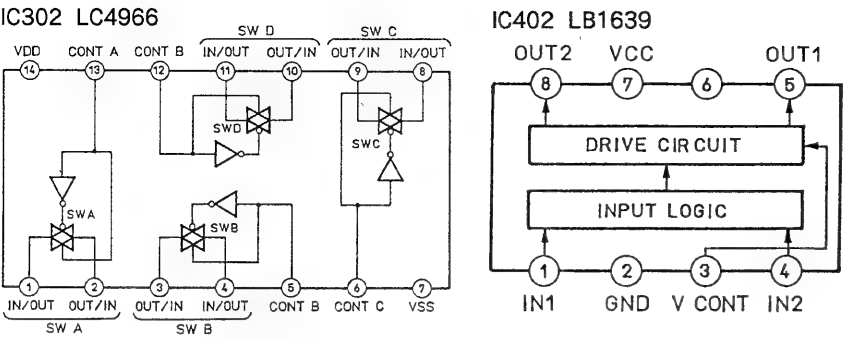 IC302 LC4966
SW D
SW C
VDD CONT A CONT B IN/OUT OUT/IN OUT/IN IN/OUT
14 13 12 11 10 9 8
SWD
SWC
SWA
SWB
1 2 3 4 5 6 7
IN/OUT OUT/IN OUT/IN IN/OUT CONT B CONT C VSS
SW A
SW B
IC402 LB1639
OUT2 VCC OUT1
8 7 6 5
DRIVE CIRCUIT
INPUT LOGIC
1 2 3 4
IN1 GND V CONT IN2